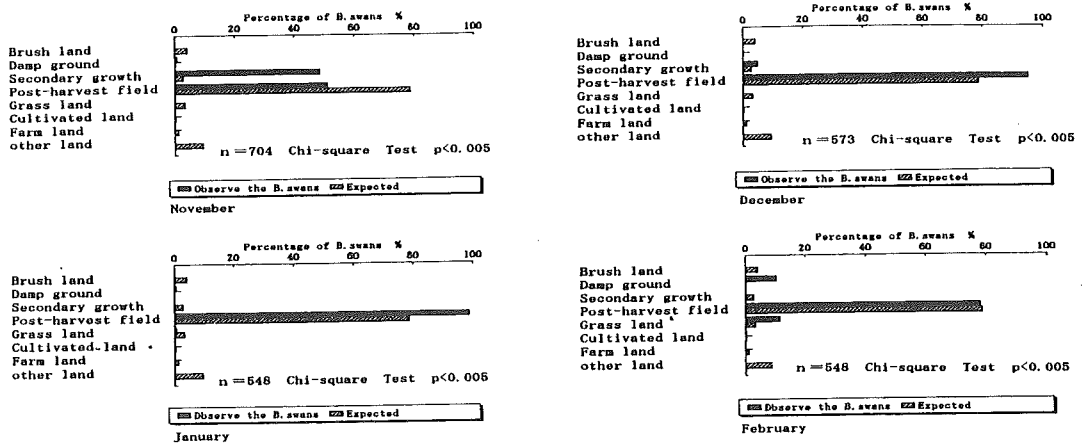 Percentage of B.swans %
0 20 40 60 80 100
Brush land
Damp ground
Secondary growth
Post-harvest field
Grass land
Cultivated land
Farm land
other land
n=704 Chi-square Test p<0.005
Observe the B.swans Expected
November
Percentage of B.swans %
0 20 40 60 80 100
Brush land
Damp ground
Secondary growth
Post-harvest field
Grass land
Cultivated land
Farm land
other land
n=573 Chi-square Test p<0.005
Observe the B.swans Expected
December
Percentage of B.swans %
0 20 40 60 80 100
Brush land
Damp ground
Secondary growth
Post-harvest field
Grass land
Cultivated land
Farm land
other land
n=548 Chi-square Test p<0.005
Observe the B.swans Expected
January
Percentage of B.swans %
0 20 40 60 80 100
Brush land
Damp ground
Secondary growth
Post-harvest field
Grass land
Cultivated land
Farm land
other land
n=548 Chi-square Test p<0.005
Observe the B.swans Expected
February